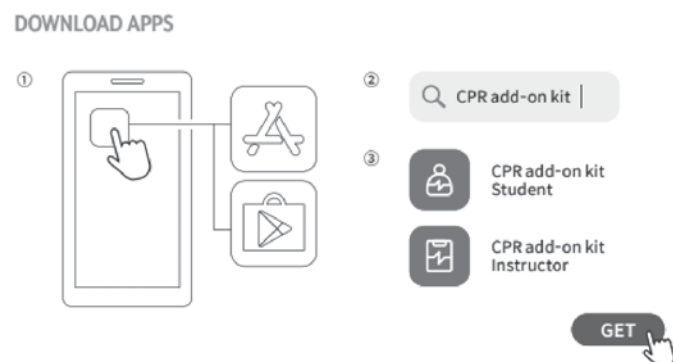 DOWNLOAD APPS
①
②
CPR add-on kit
③
CPR add-on kit
Student
CPR add-on kit
Instructor
GET